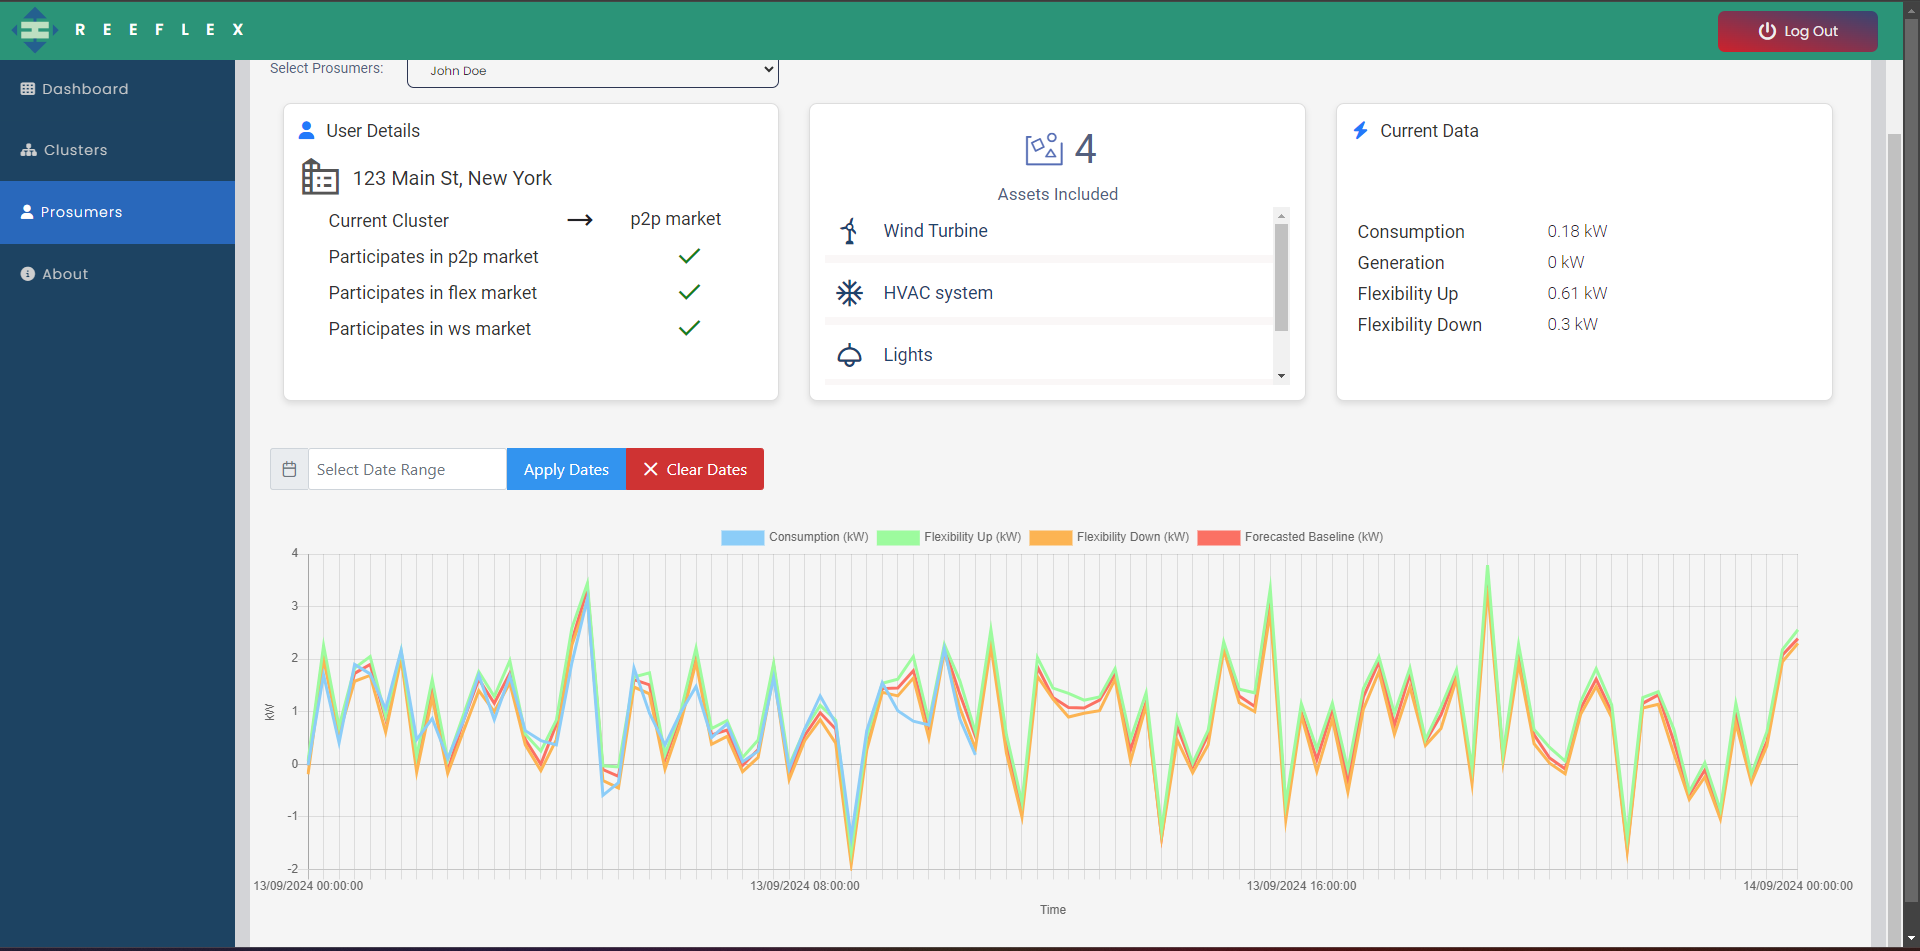 REEFLEX
Log Out
Dashboard
Clusters
Prosumers
About
Select Prosumers:
John Doe
User Details
123 Main St, New York
Current Cluster → p2p market
Participates in p2p market
Participates in flex market
Participates in ws market
4
Assets Included
Wind Turbine
HVAC system
Lights
Current Data
Consumption 0.18 kW
Generation 0 kW
Flexibility Up 0.61 kW
Flexibility Down 0.3 kW
Select Date Range
Apply Dates
Clear Dates
Consumption (kW) Flexibility Up (kW) Flexibility Down (kW) Forecasted Baseline (kW)
4
3
2
1
0
-1
-2
kW
13/09/2024 00:00:00 13/09/2024 08:00:00 13/09/2024 16:00:00 14/09/2024 00:00:00
Time